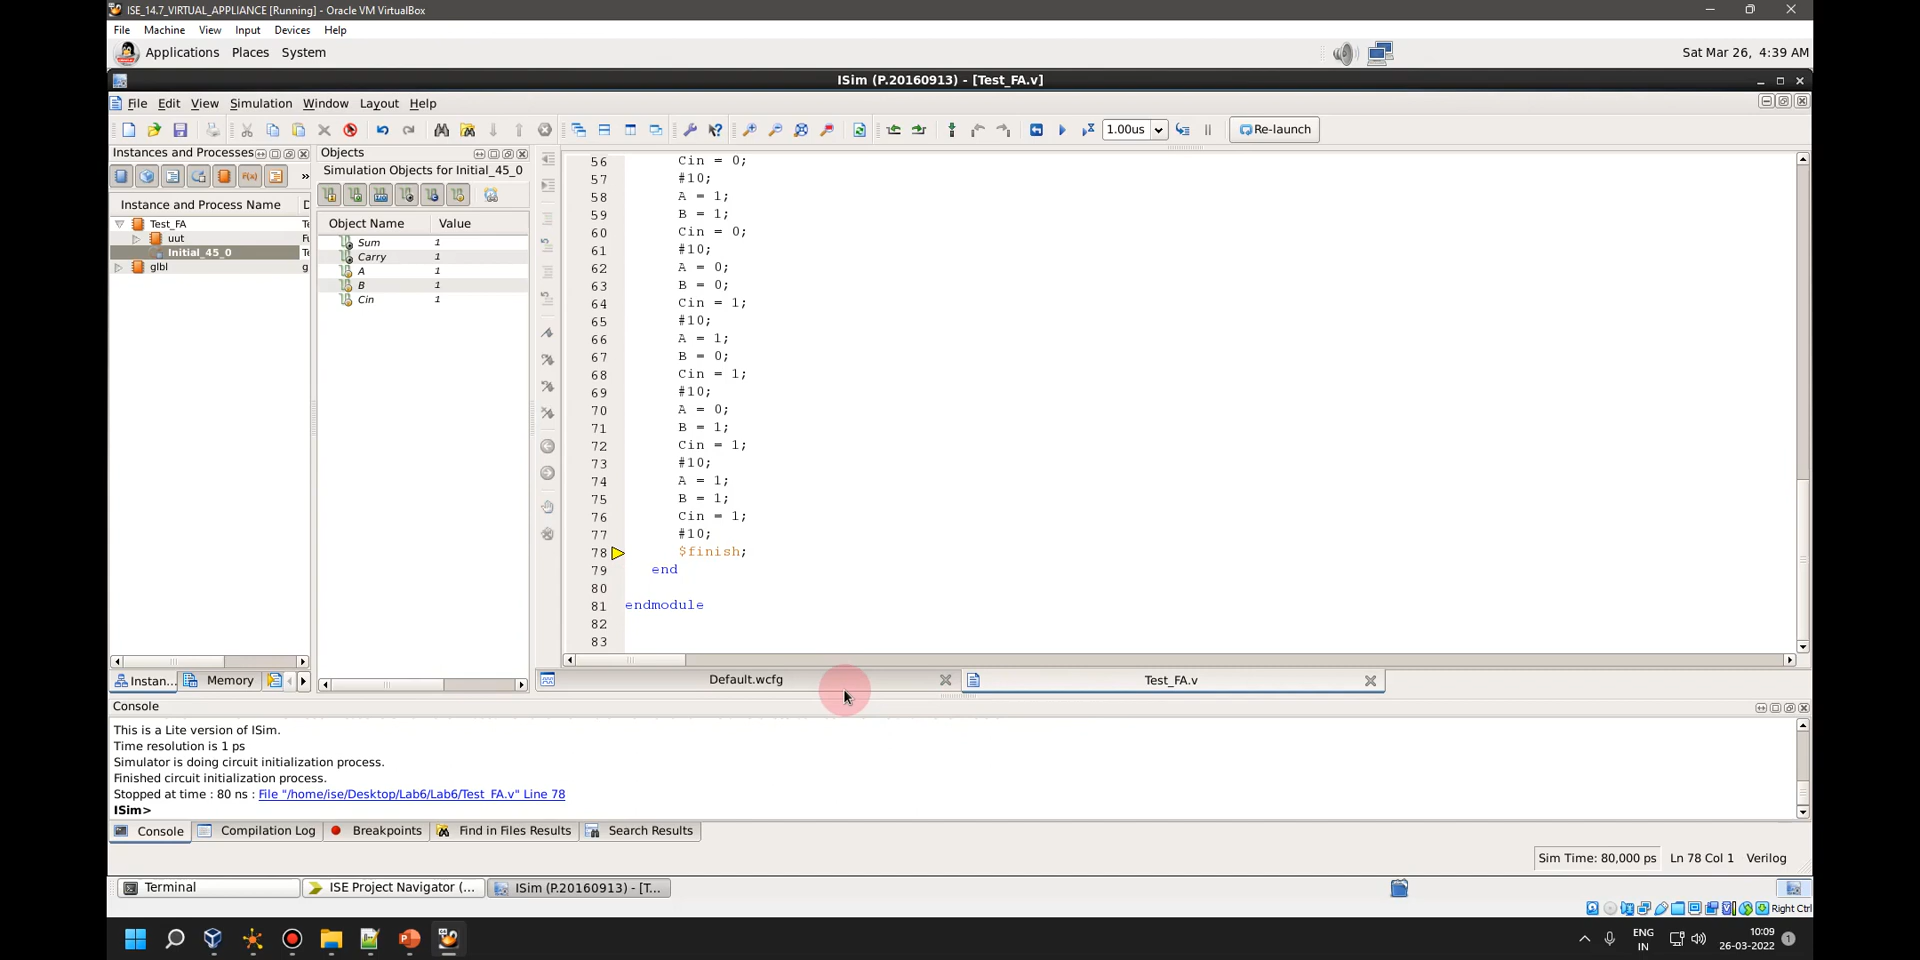 ISE_14.7_VIRTUAL_APPLIANCE [Running] - Oracle VM VirtualBox
File Machine View Input Devices Help
Applications Places System
Sat Mar 26, 4:39 AM
ISim (P.20160913) - [Test_FA.v]
File Edit View Simulation Window Layout Help
1.00us
Re-launch
Instances and Processes
Objects
Simulation Objects for Initial_45_0
F(x)
»
Instance and Process Name D
Test_FA Te
uut Fu
Initial_45_0 Te
glbl g
Object Name Value
Sum 1
Carry 1
A 1
B 1
Cin 1
56 Cin = 0;
57 #10;
58 A = 1;
59 B = 1;
60 Cin = 0;
61 #10;
62 A = 0;
63 B = 0;
64 Cin = 1;
65 #10;
66 A = 1;
67 B = 0;
68 Cin = 1;
69 #10;
70 A = 0;
71 B = 1;
72 Cin = 1;
73 #10;
74 A = 1;
75 B = 1;
76 Cin = 1;
77 #10;
78 $finish;
79 end
80
81 endmodule
82
83
Instan... Memory
Default.wcfg
Test_FA.v
Console
This is a Lite version of ISim.
Time resolution is 1 ps
Simulator is doing circuit initialization process.
Finished circuit initialization process.
Stopped at time : 80 ns : File "/home/ise/Desktop/Lab6/Lab6/Test_FA.v" Line 78
ISim>
Console Compilation Log Breakpoints Find in Files Results Search Results
Sim Time: 80,000 ps Ln 78 Col 1 Verilog
Terminal ISE Project Navigator (... ISim (P.20160913) - [T...
Right Ctrl
ENG
IN
10:09
26-03-2022
1